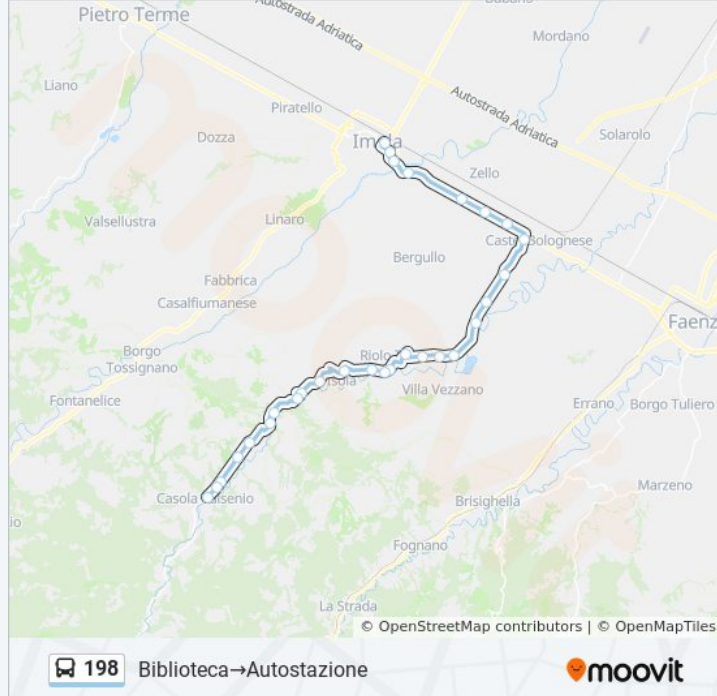 Pietro Terme
Autostrada Adriatica
Mordano
Liano
Piratello
Autostrada Adriatica
Dozza
Imola
Solarolo
Zello
Valsellustra
Linaro
Castel Bolognese
Bergullo
Fabbrica
Casalfiumanese
Faenz
Borgo
Tossignano
Riolo
Villa Vezzano
Fontanelice
Errano
Borgo Tuliero
Marzeno
Casola Valsenio
Brisighella
Fognano
La Strada
© OpenStreetMap contributors | © OpenMapTiles
198 Biblioteca→Autostazione
moovit